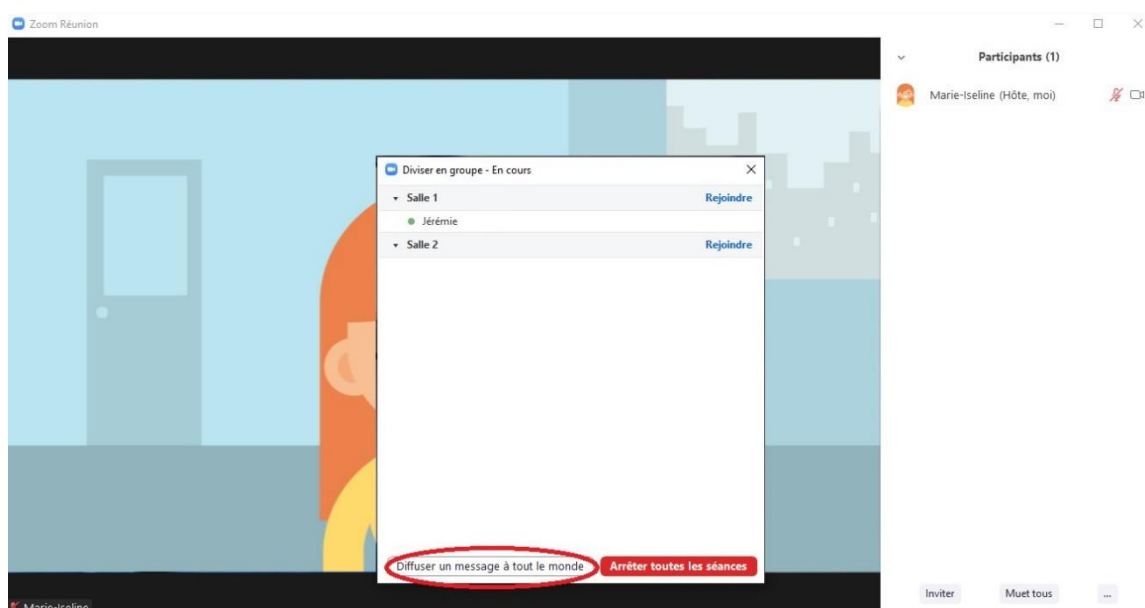 Zoom Réunion
Participants (1)
Marie-Iseline (Hôte, moi)
Diviser en groupe - En cours
Salle 1 Rejoindre
Jérémie
Salle 2 Rejoindre
Diffuser un message à tout le monde Arrêter toutes les séances
Inviter Muet tous ...
Marie-Iseline